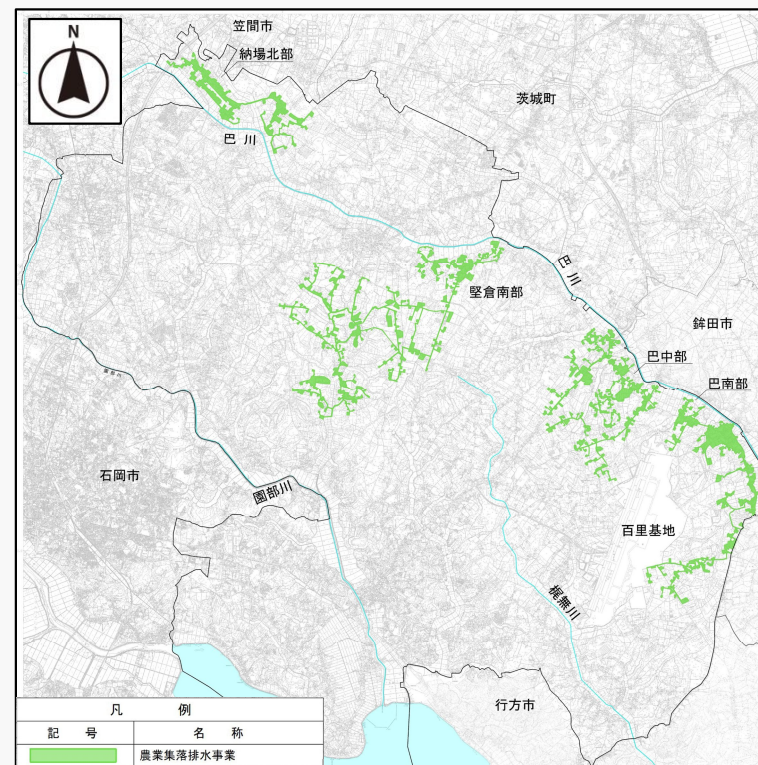 N
笠間市
納場北部
茨城町
巴 川
巴 川
堅倉南部
鉾田市
巴中部
巴南部
石岡市
園部川
百里基地
梶無川
行方市
凡 例
記 号 名 称
農業集落排水事業